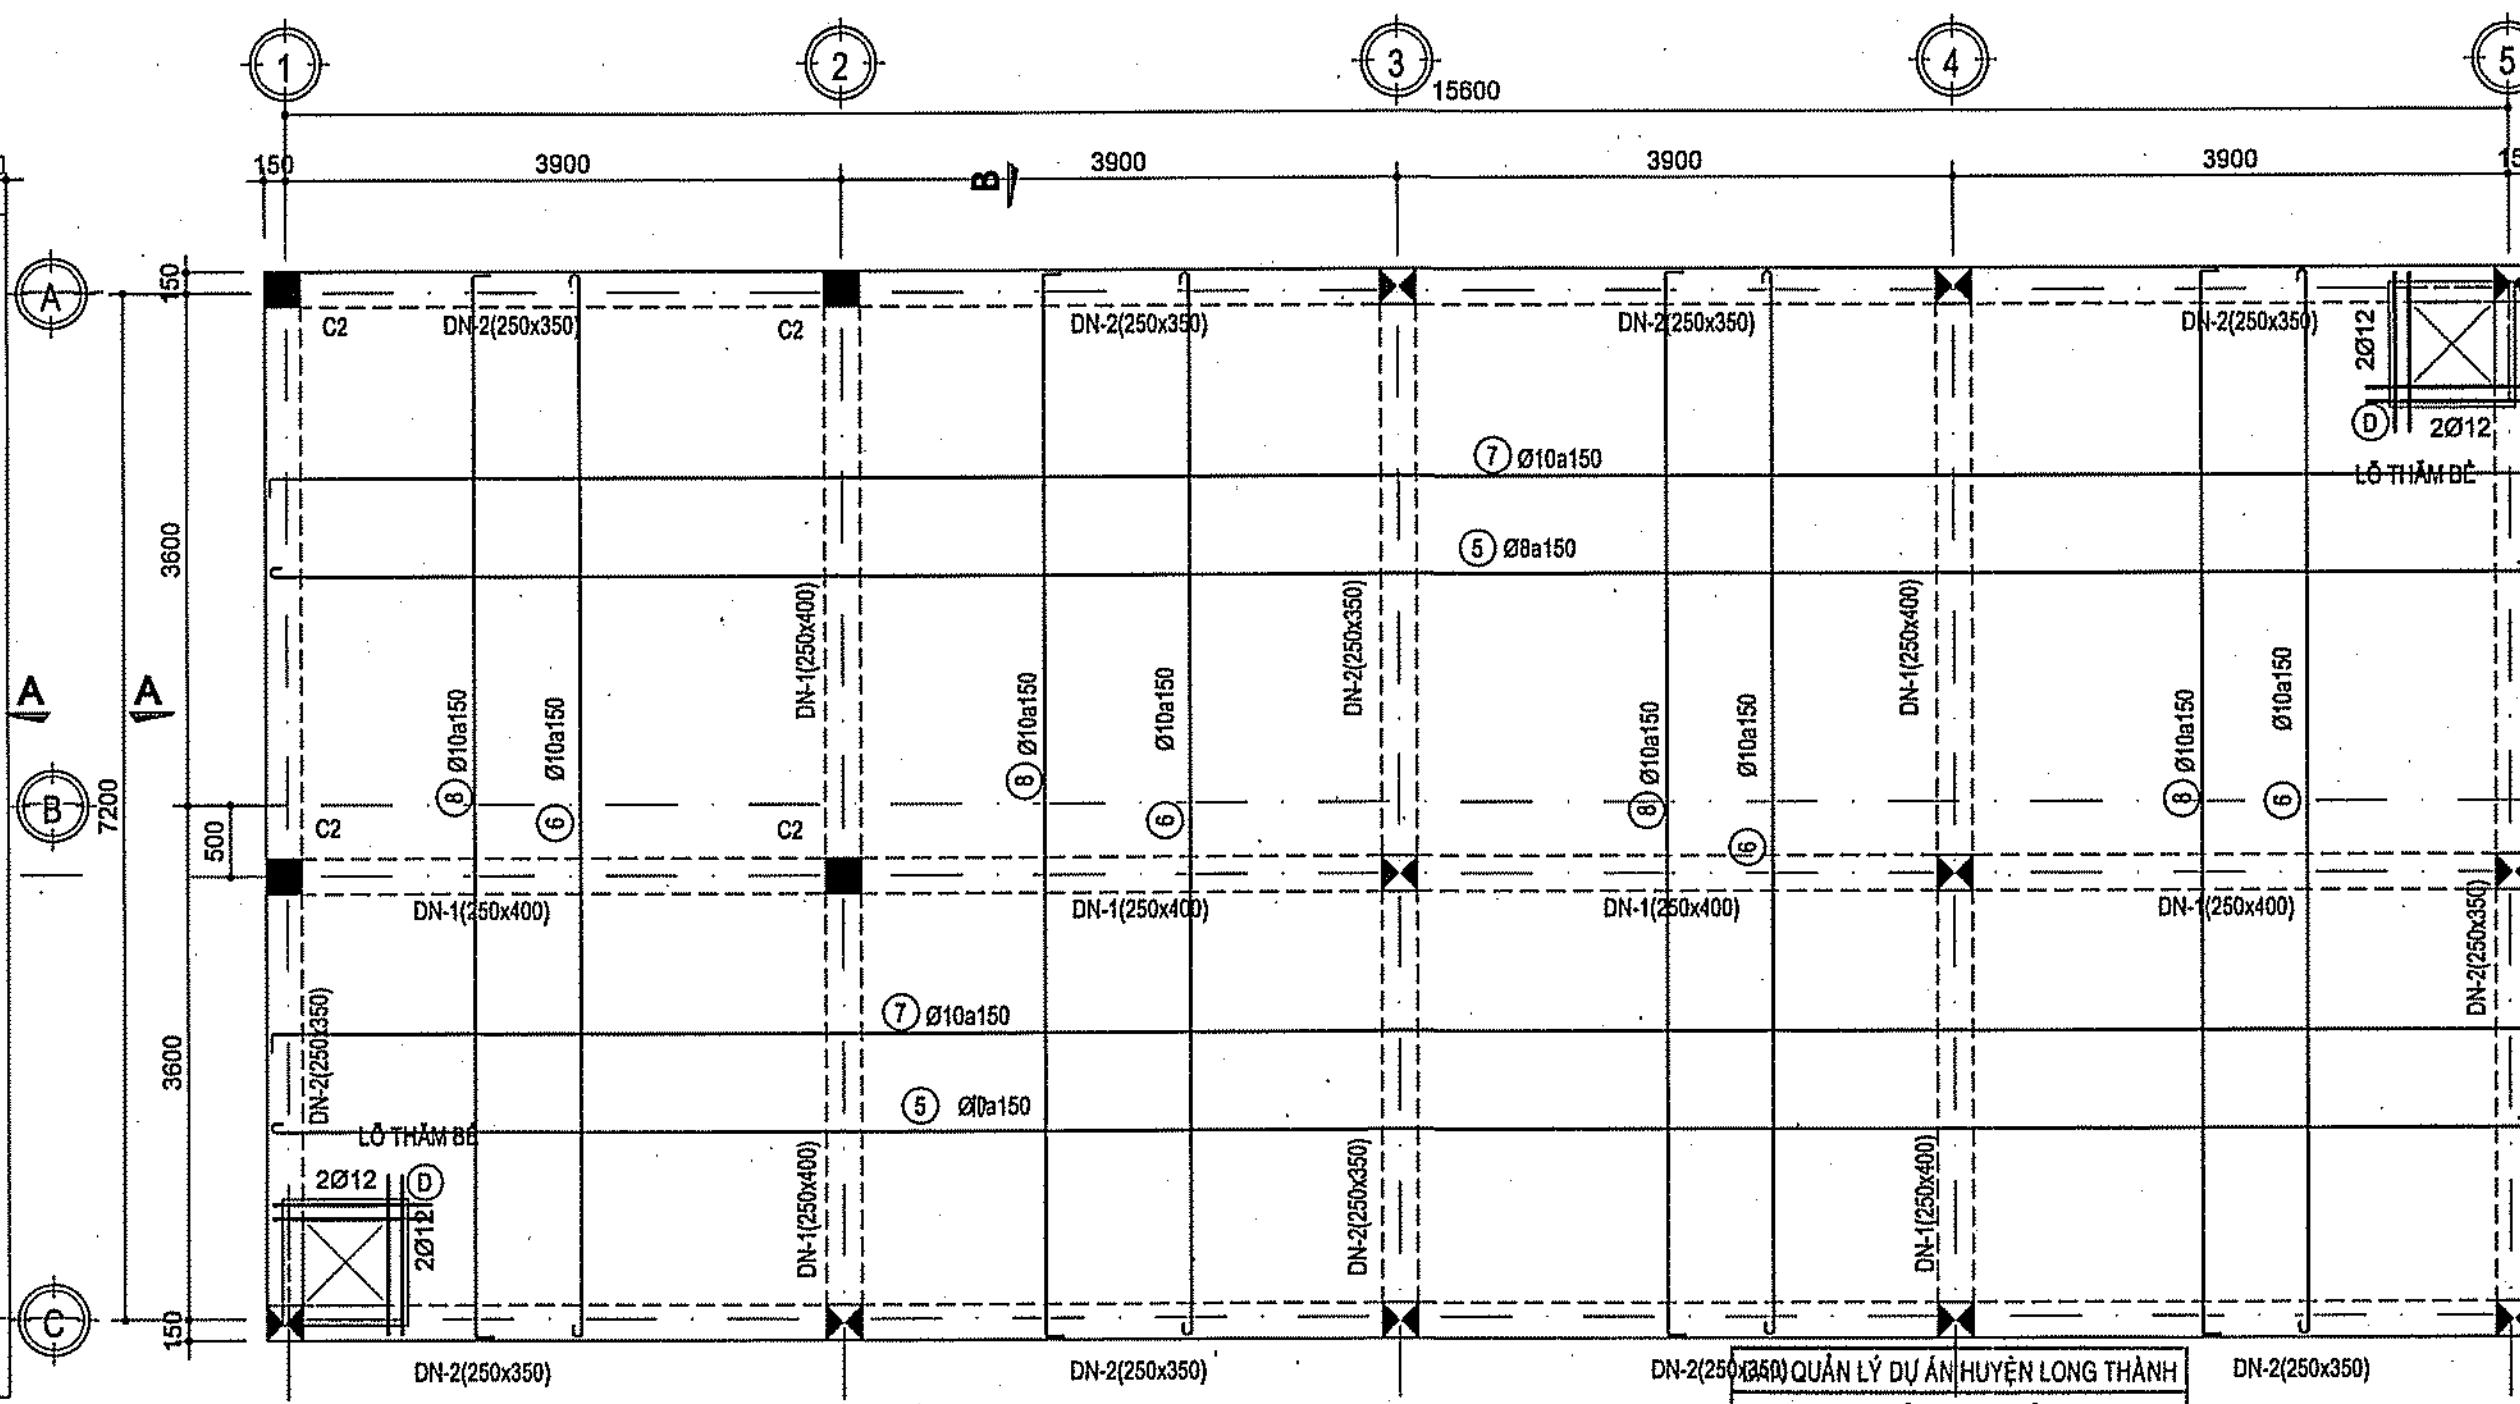 1
2
3
4
5
15600
150
3900
B
3900
3900
3900
A
150
C2
DN-2(250x350)
C2
DN-2(250x350)
DN-2(250x350)
DN-2(250x350)
2Ø12
D
2Ø12
LỖ THĂM BỂ
7 Ø10a150
5 Ø8a150
3600
DN-1(250x400)
DN-2(250x350)
DN-1(250x400)
A
A
8 Ø10a150
6 Ø10a150
8 Ø10a150
6 Ø10a150
8 Ø10a150
6 Ø10a150
8 Ø10a150
6 Ø10a150
B
7200
500
C2
C2
DN-1(250x400)
DN-1(250x400)
DN-1(250x400)
DN-1(250x400)
DN-2(250x350)
DN-2(250x350)
7 Ø10a150
5 Ø10a150
3600
LỖ THĂM BỂ
2Ø12
D
2Ø12
DN-1(250x400)
DN-2(250x350)
DN-1(250x400)
C
150
DN-2(250x350)
DN-2(250x350)
DN-2(250x350)
QUẢN LÝ DỰ ÁN HUYỆN LONG THÀNH
DN-2(250x350)